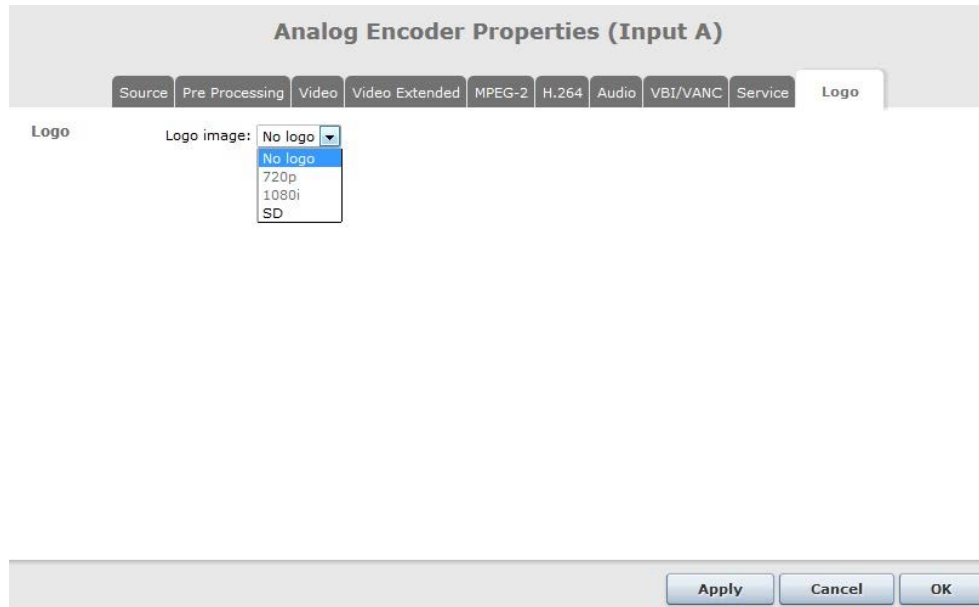 Analog Encoder Properties (Input A)
Source Pre Processing Video Video Extended MPEG-2 H.264 Audio VBI/VANC Service Logo
Logo
Logo image: No logo
No logo
720p
1080i
SD
Apply Cancel OK